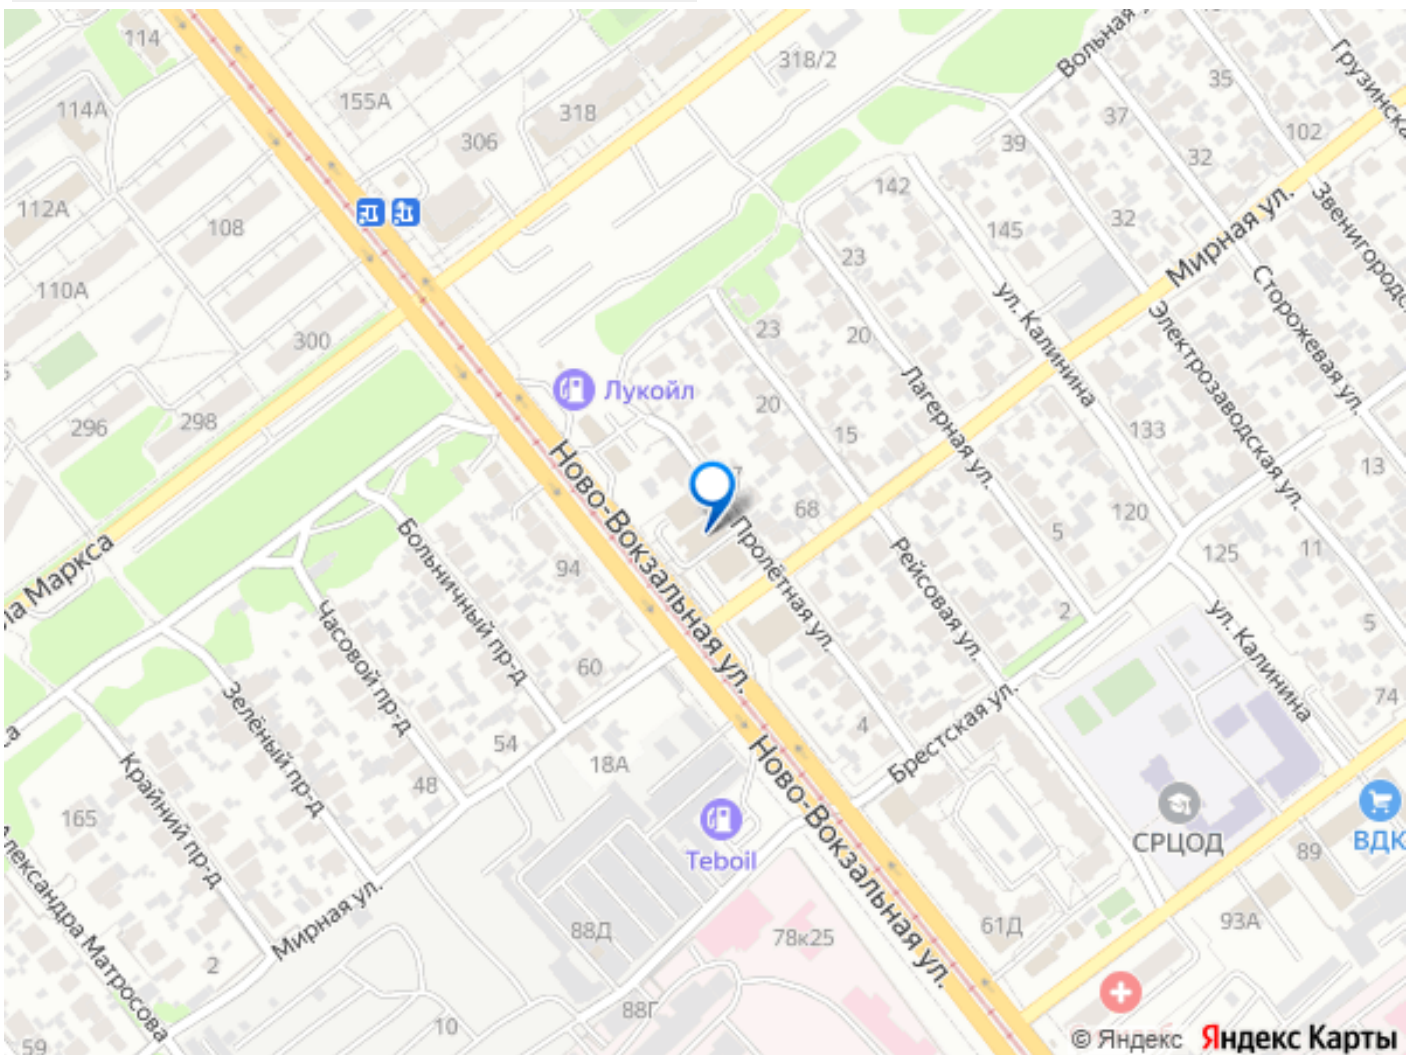 114
318/2
Вольная
35
Грузинска
155А
114А
318
37
102
306
39
32
142
112А
108
32
145
Мирная ул.
Звенигородс
23
110А
ул. Калинина
Сторожевая ул.
300
23
20
Электрозаводская ул.
Лагерная ул.
Лукойл
20
298
296
15
133
13
Ново-Вокзальная ул.
7
68
120
5
Больничный пр-д
Пролётная ул.
Рейсовая ул.
125
11
ла Маркса
94
Часовой пр-д
2
ул. Калинина
5
60
Зелёный пр-д
74
4
Брестская ул.
54
18А
Ново-Вокзальная ул.
Крайний пр-д
48
165
СРЦОД
ВДК
Teboil
89
Александра Матросова
Мирная ул.
88Д
78к25
61Д
93А
2
88Г
10
59
© Яндекс Яндекс Карты